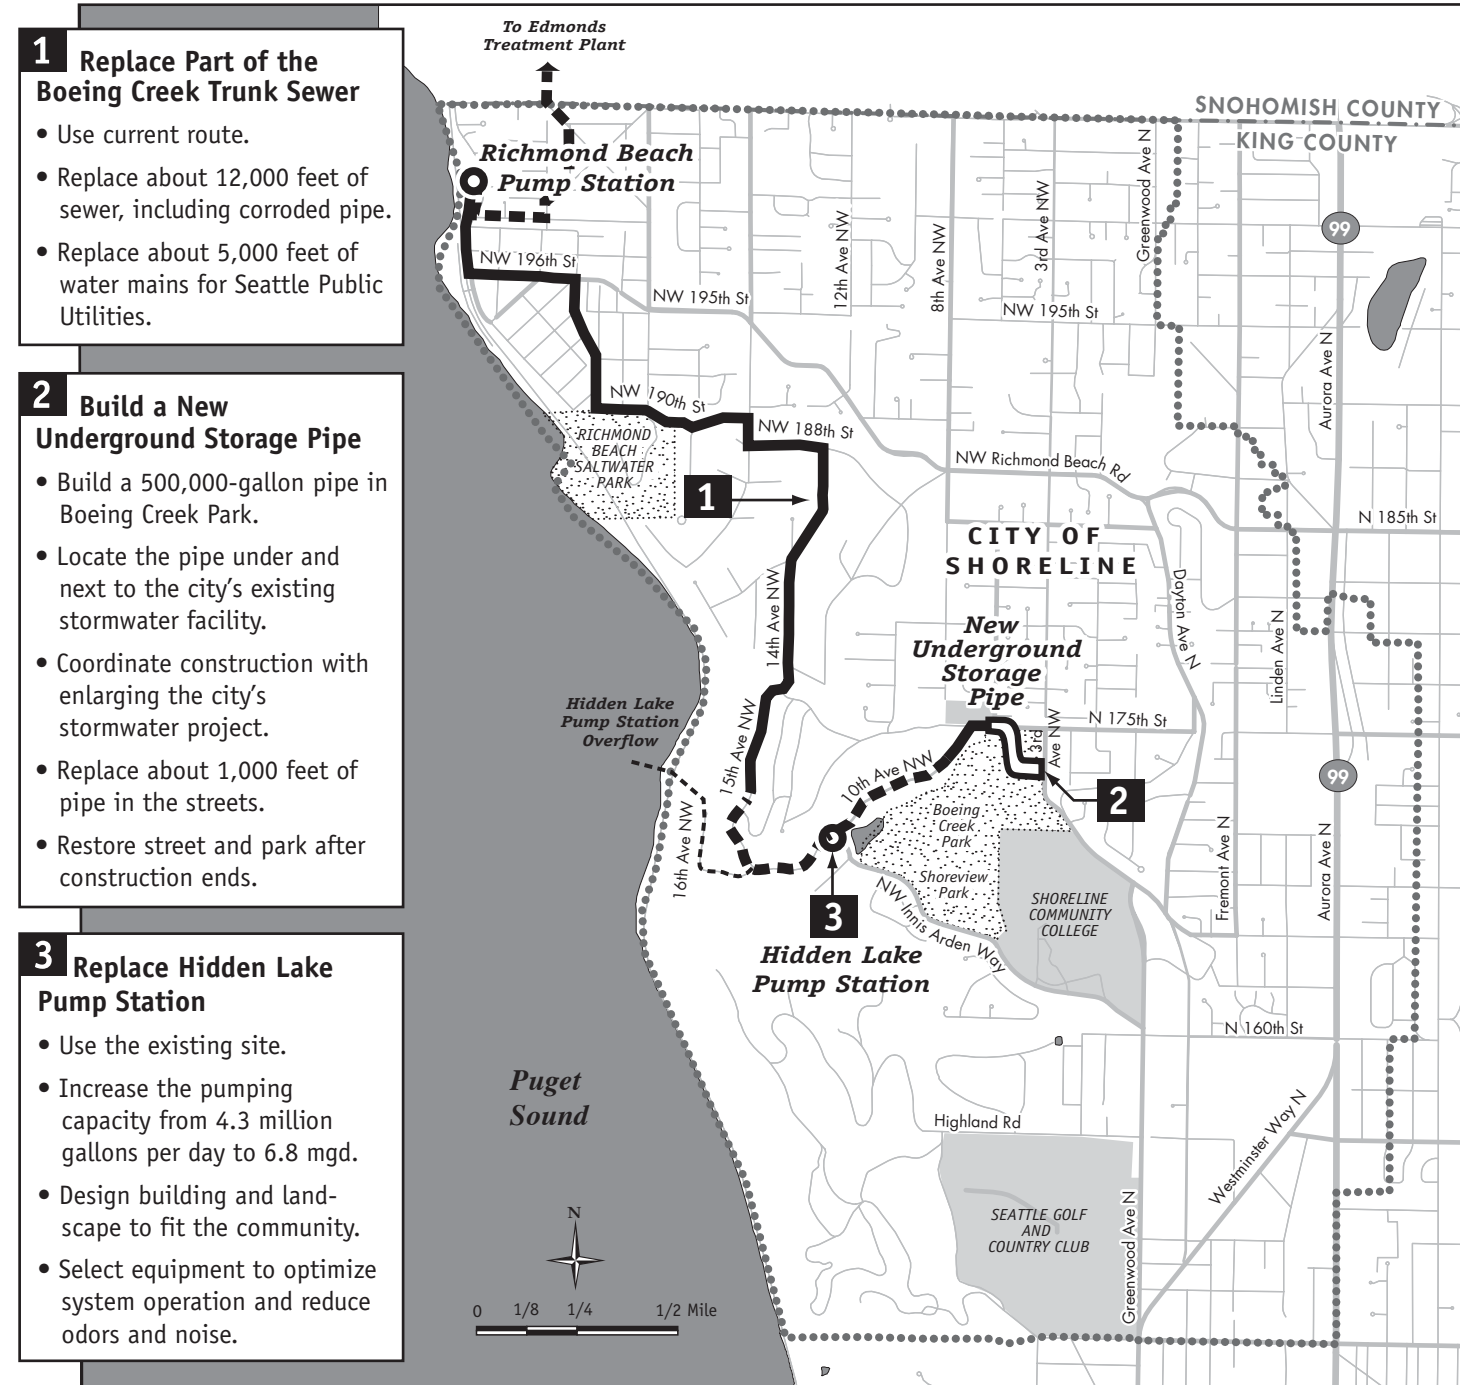 1 Replace Part of the
Boeing Creek Trunk Sewer
• Use current route.
• Replace about 12,000 feet of
sewer, including corroded pipe.
• Replace about 5,000 feet of
water mains for Seattle Public
Utilities.
2 Build a New
Underground Storage Pipe
• Build a 500,000-gallon pipe in
Boeing Creek Park.
• Locate the pipe under and
next to the city's existing
stormwater facility.
• Coordinate construction with
enlarging the city's
stormwater project.
• Replace about 1,000 feet of
pipe in the streets.
• Restore street and park after
construction ends.
3 Replace Hidden Lake
Pump Station
• Use the existing site.
• Increase the pumping
capacity from 4.3 million
gallons per day to 6.8 mgd.
• Design building and land-
scape to fit the community.
• Select equipment to optimize
system operation and reduce
odors and noise.
To Edmonds
Treatment Plant
SNOHOMISH COUNTY
KING COUNTY
Richmond Beach
Pump Station
Greenwood Ave N
3rd Ave NW
12th Ave NW
8th Ave NW
99
NW 196th St
NW 195th St
NW 195th St
Aurora Ave N
NW 190th St
NW 188th St
RICHMOND
BEACH
SALTWATER
PARK
NW Richmond Beach Rd
1
N 185th St
CITY OF
SHORELINE
14th Ave NW
Dayton Ave N
Linden Ave N
New
Underground
Storage
Pipe
Hidden Lake
Pump Station
Overflow
N 175th St
3rd
Ave NW
15th Ave NW
10th Ave NW
99
2
16th Ave NW
Boeing
Creek
Park
Shoreview
Park
Fremont Ave N
Aurora Ave N
SHORELINE
COMMUNITY
COLLEGE
NW Innis Arden Way
3
Hidden Lake
Pump Station
N 160th St
Puget
Sound
Highland Rd
Westminster Way N
SEATTLE GOLF
AND
COUNTRY CLUB
Greenwood Ave N
N
0 1/8 1/4 1/2 Mile